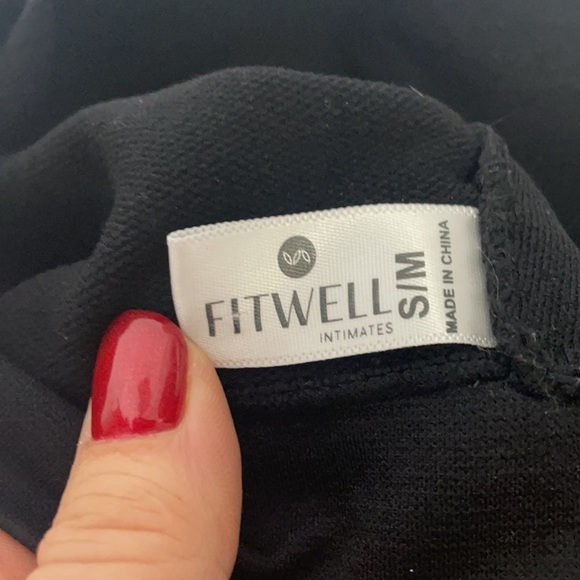 FITWELL
INTIMATES
S/M
MADE IN CHINA